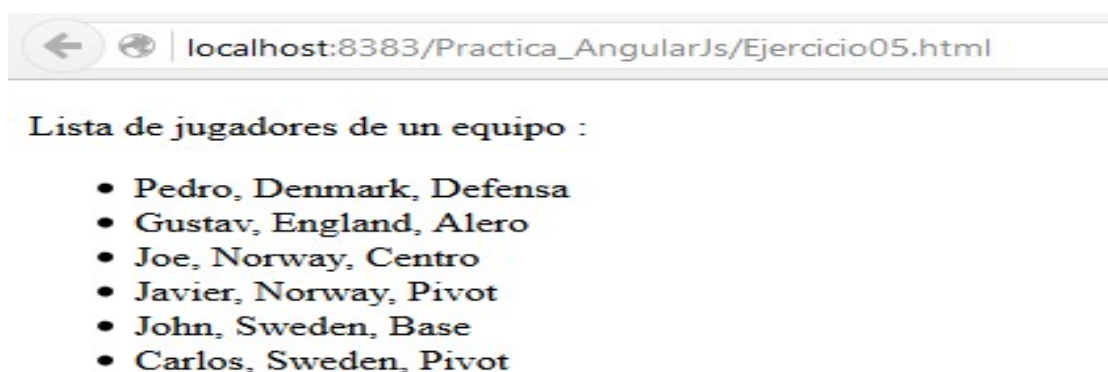 localhost:8383/Practica_AngularJs/Ejercicio05.html
Lista de jugadores de un equipo :
• Pedro, Denmark, Defensa
• Gustav, England, Alero
• Joe, Norway, Centro
• Javier, Norway, Pivot
• John, Sweden, Base
• Carlos, Sweden, Pivot